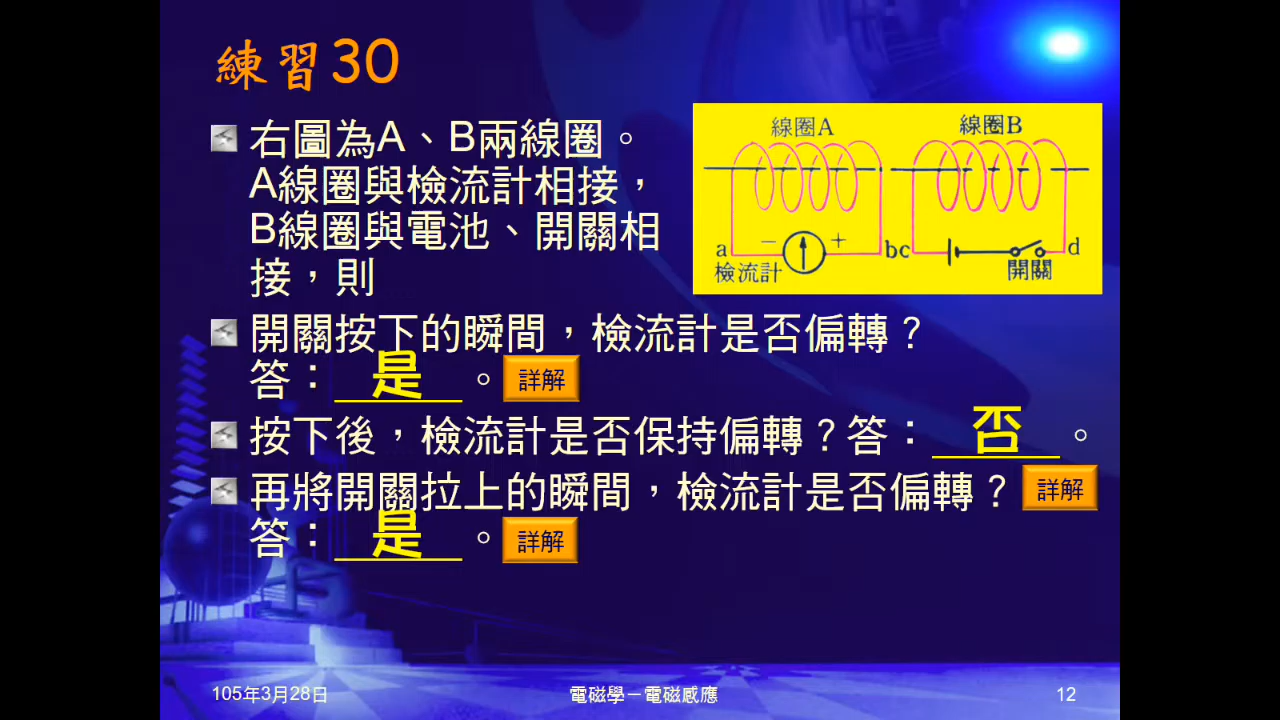 練習30
右圖為A、B兩線圈。
A線圈與檢流計相接，
B線圈與電池、開關相
接，則
線圈A
線圈B
－
＋
a
bc
d
檢流計
開關
開關按下的瞬間，檢流計是否偏轉？
答：是。 詳解
按下後，檢流計是否保持偏轉？答：否。
再將開關拉上的瞬間，檢流計是否偏轉？ 詳解
答：是。 詳解
105年3月28日
電磁學－電磁感應
12